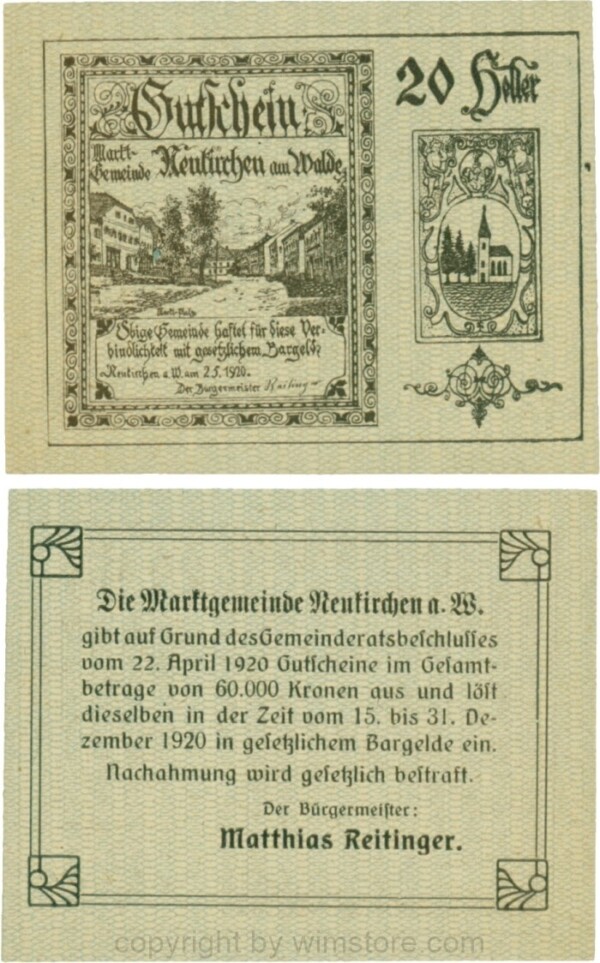 Gutschein
20 Heller
Markt-
Gemeinde Neukirchen am Walde
Markt-Platz
Obige Gemeinde haftet für diese Ver-
bindlichkeit mit gesetzlichem Bargeld.
Neukirchen a. W. am 2.5. 1920.
Der Bürgermeister Reitinger
Die Marktgemeinde Neukirchen a. W.
gibt auf Grund des Gemeinderatsbeschlusses
vom 22. April 1920 Gutscheine im Gesamt-
betrage von 60.000 Kronen aus und löst
dieselben in der Zeit vom 15. bis 31. De-
zember 1920 in gesetzlichem Bargelde ein.
Nachahmung wird gesetzlich bestraft.
Der Bürgermeister:
Matthias Reitinger.
copyright by wimstore.com